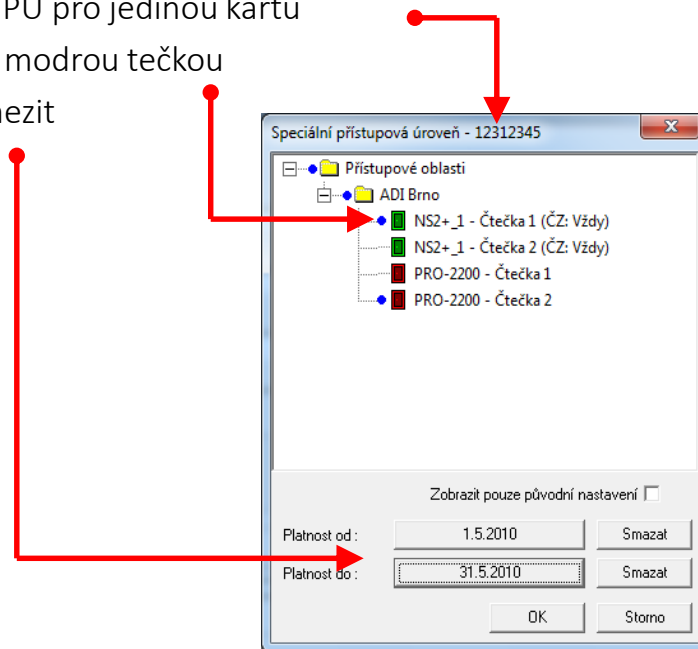 PU pro jedinou kartu
modrou tečkou
ezit
Speciální přístupová úroveň - 12312345
Přístupové oblasti
ADI Brno
NS2+_1 - Čtečka 1 (ČZ: Vždy)
NS2+_1 - Čtečka 2 (ČZ: Vždy)
PRO-2200 - Čtečka 1
PRO-2200 - Čtečka 2
Zobrazit pouze původní nastavení
Platnost od : 1.5.2010 Smazat
Platnost do : 31.5.2010 Smazat
OK Storno